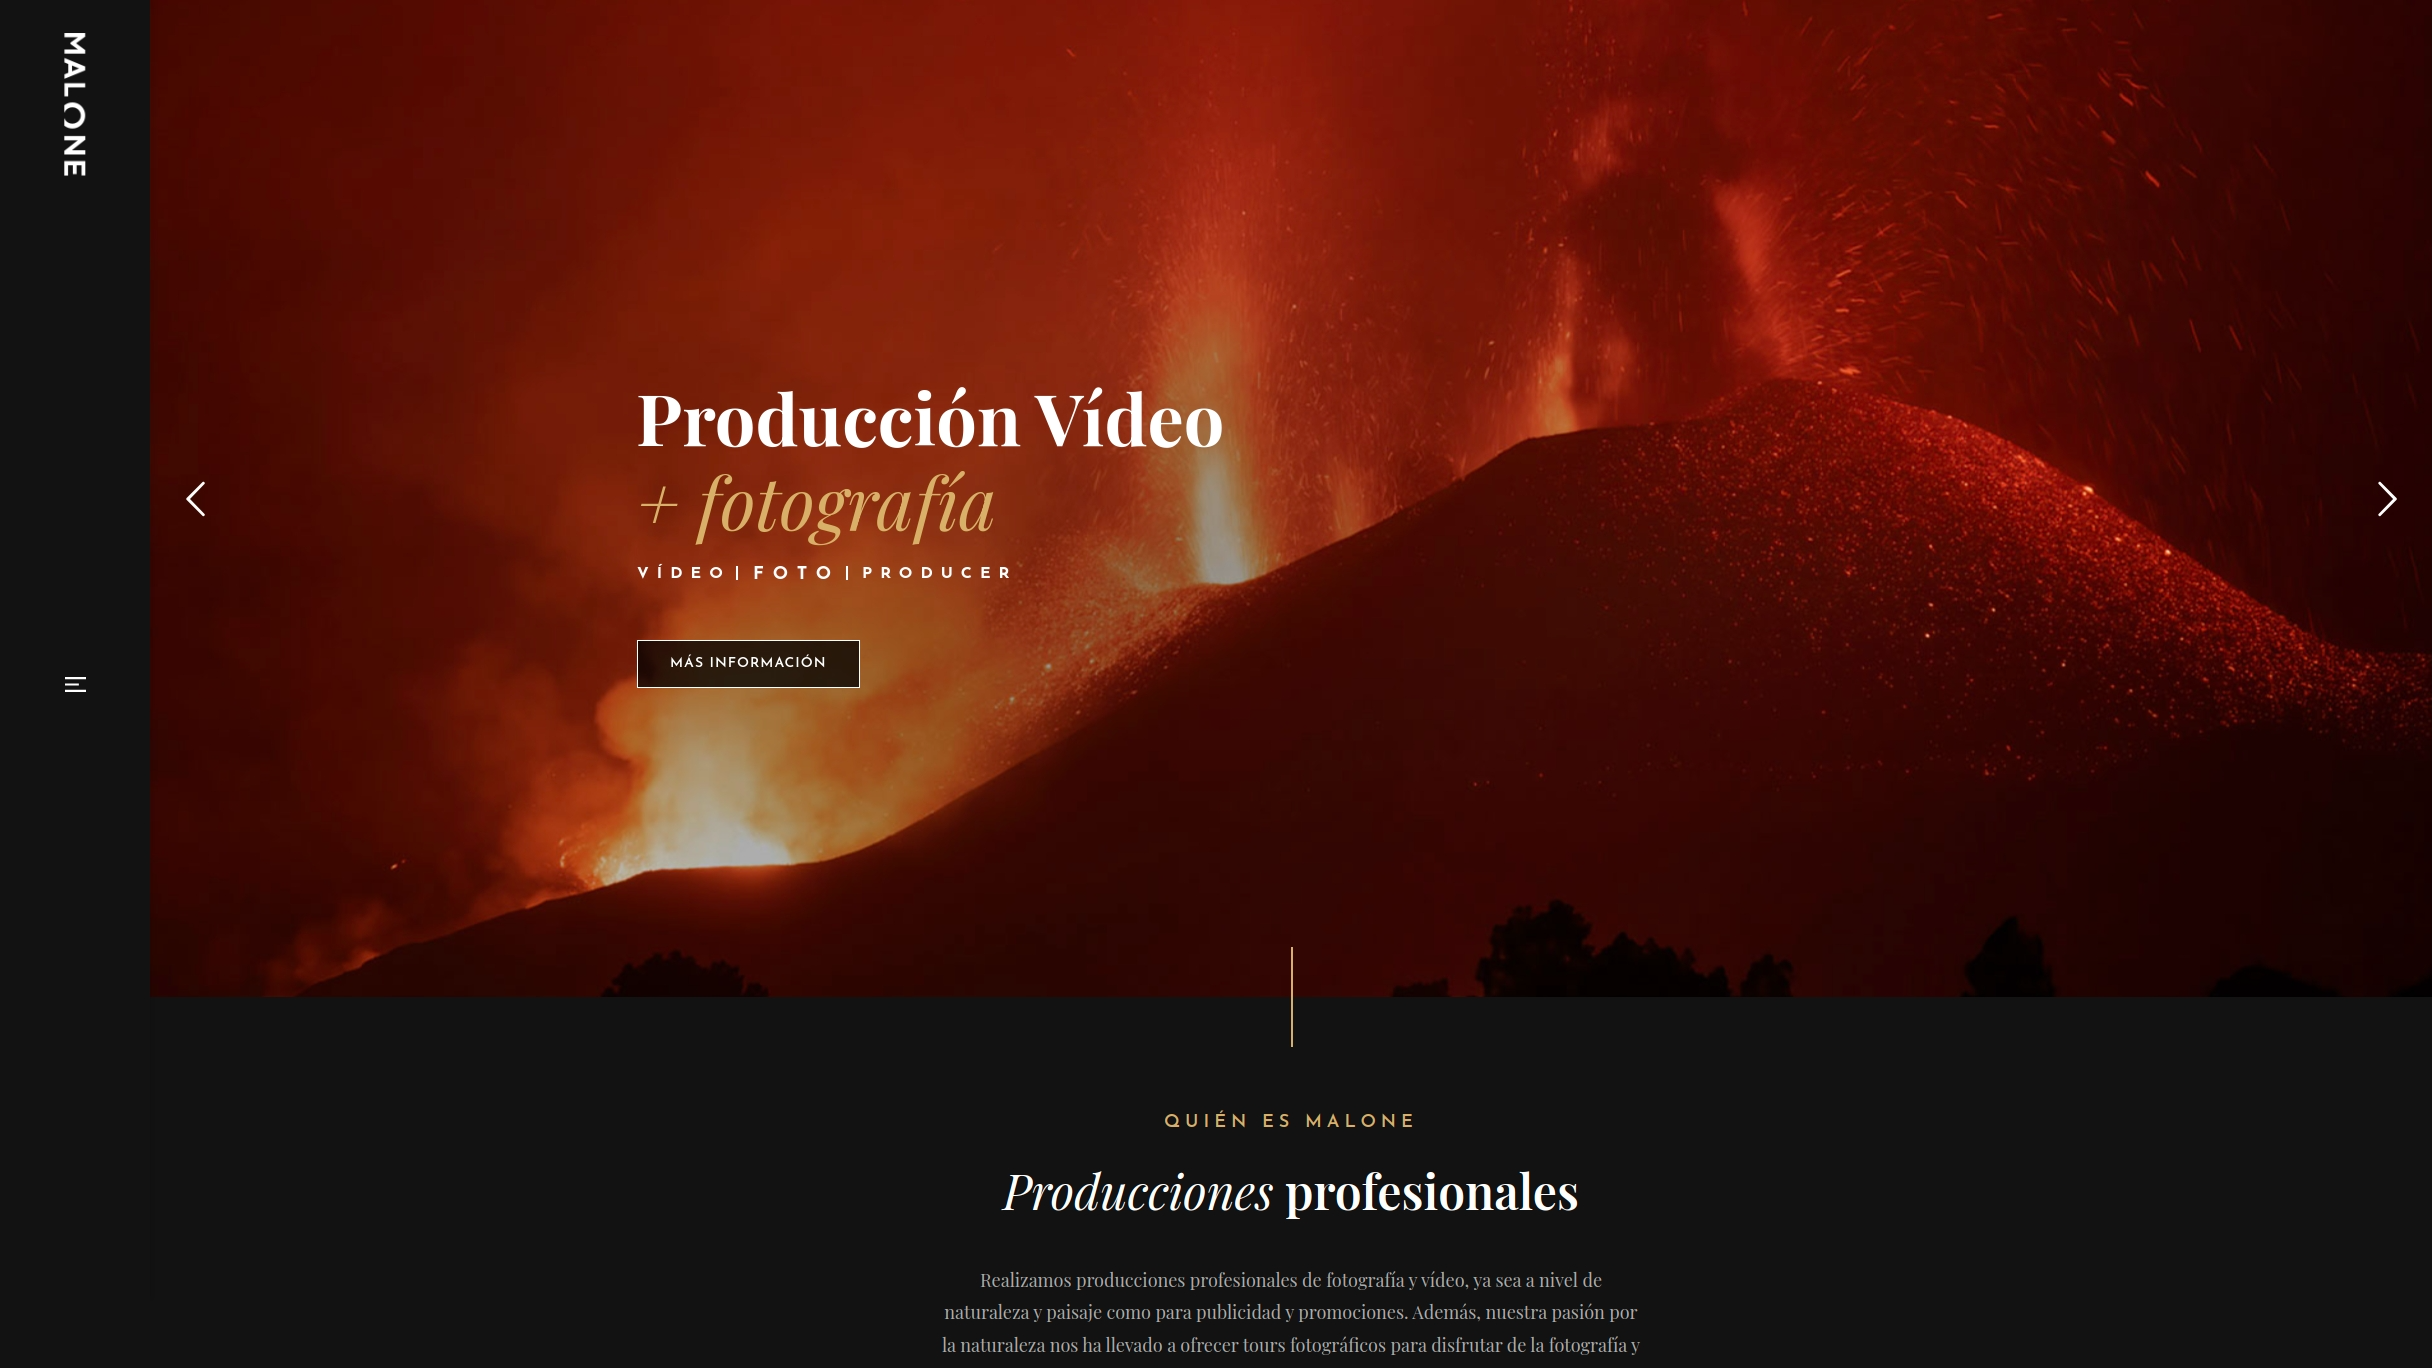 MALONE
Producción Vídeo
+ fotografía
VÍDEO | FOTO | PRODUCER
MÁS INFORMACIÓN
QUIÉN ES MALONE
Producciones profesionales
Realizamos producciones profesionales de fotografía y vídeo, ya sea a nivel de
naturaleza y paisaje como para publicidad y promociones. Además, nuestra pasión por
la naturaleza nos ha llevado a ofrecer tours fotográficos para disfrutar de la fotografía y